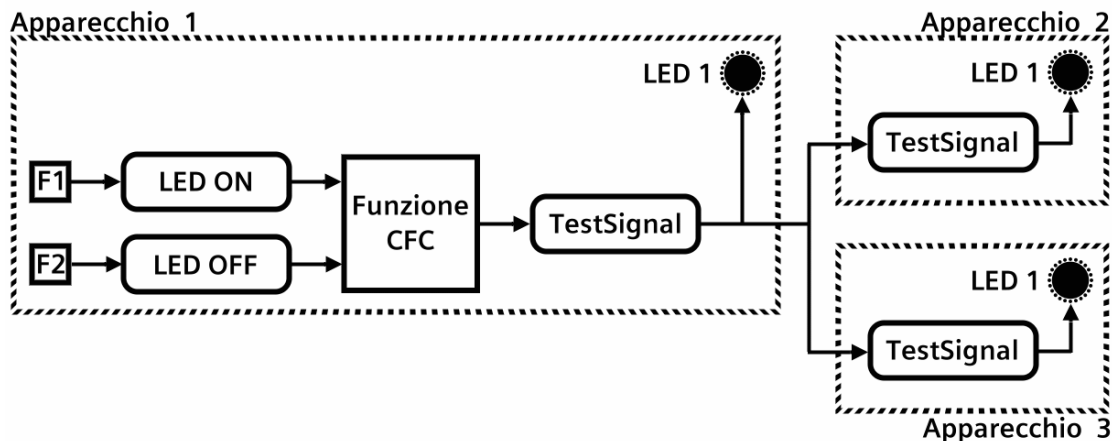 Apparecchio 1
Apparecchio 2
LED 1
LED 1
TestSignal
F1
LED ON
Funzione
CFC
TestSignal
F2
LED OFF
LED 1
TestSignal
Apparecchio 3